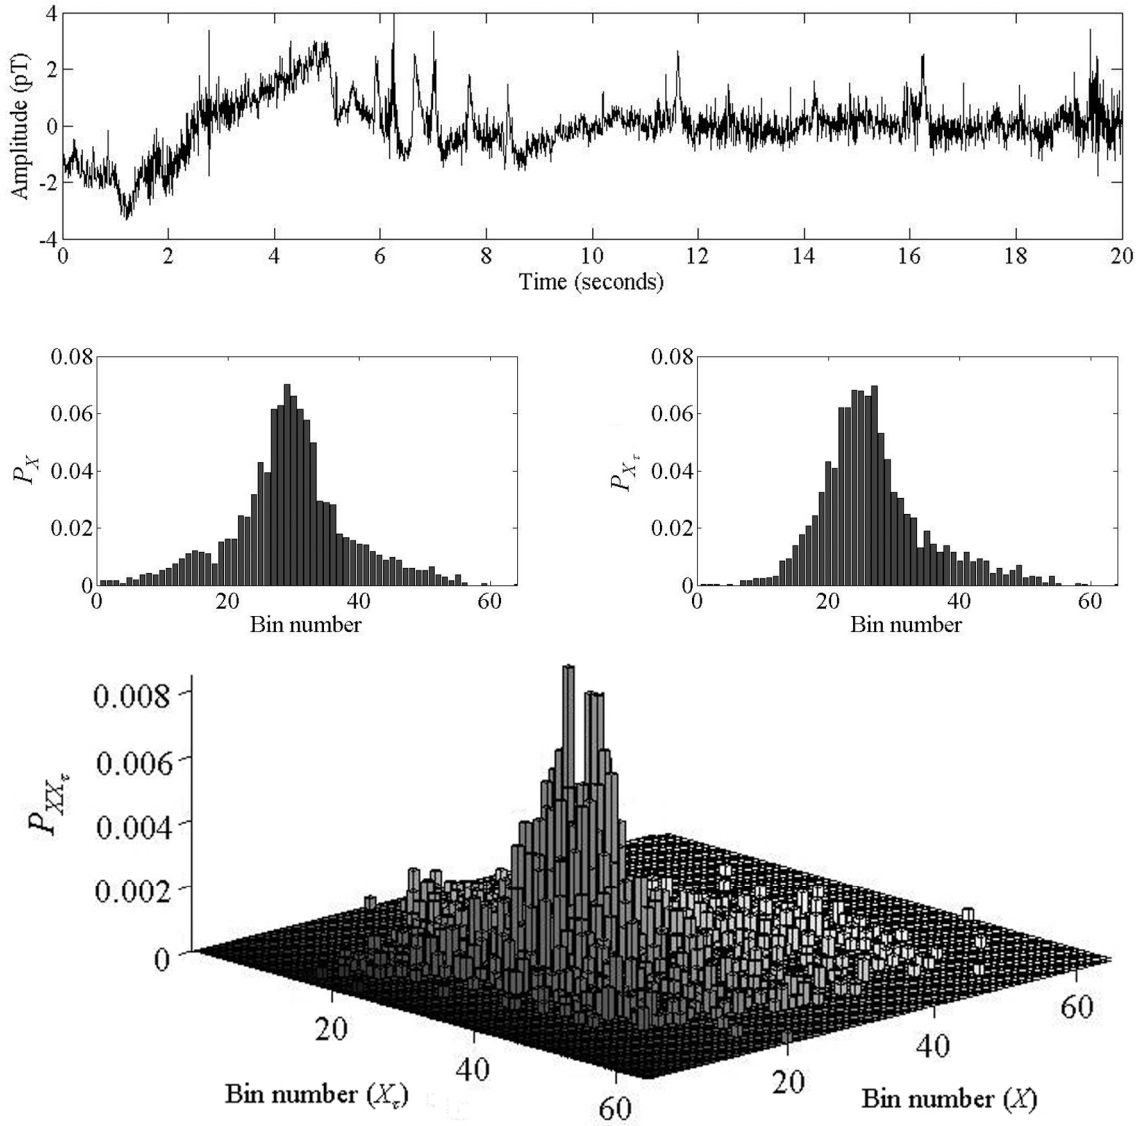 4
2
0
-2
-4
Amplitude (pT)
0 2 4 6 8 10 12 14 16 18 20
Time (seconds)
0.08
0.06
0.04
0.02
0
P_X
0 20 40 60
Bin number
0.08
0.06
0.04
0.02
0
P_{X_τ}
0 20 40 60
Bin number
0.008
0.006
0.004
0.002
0
P_{XX_τ}
20 40 60
Bin number (X_τ)
20 40 60
Bin number (X)